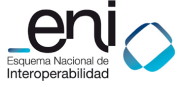 _eni
Esquema Nacional de
Interoperabilidad